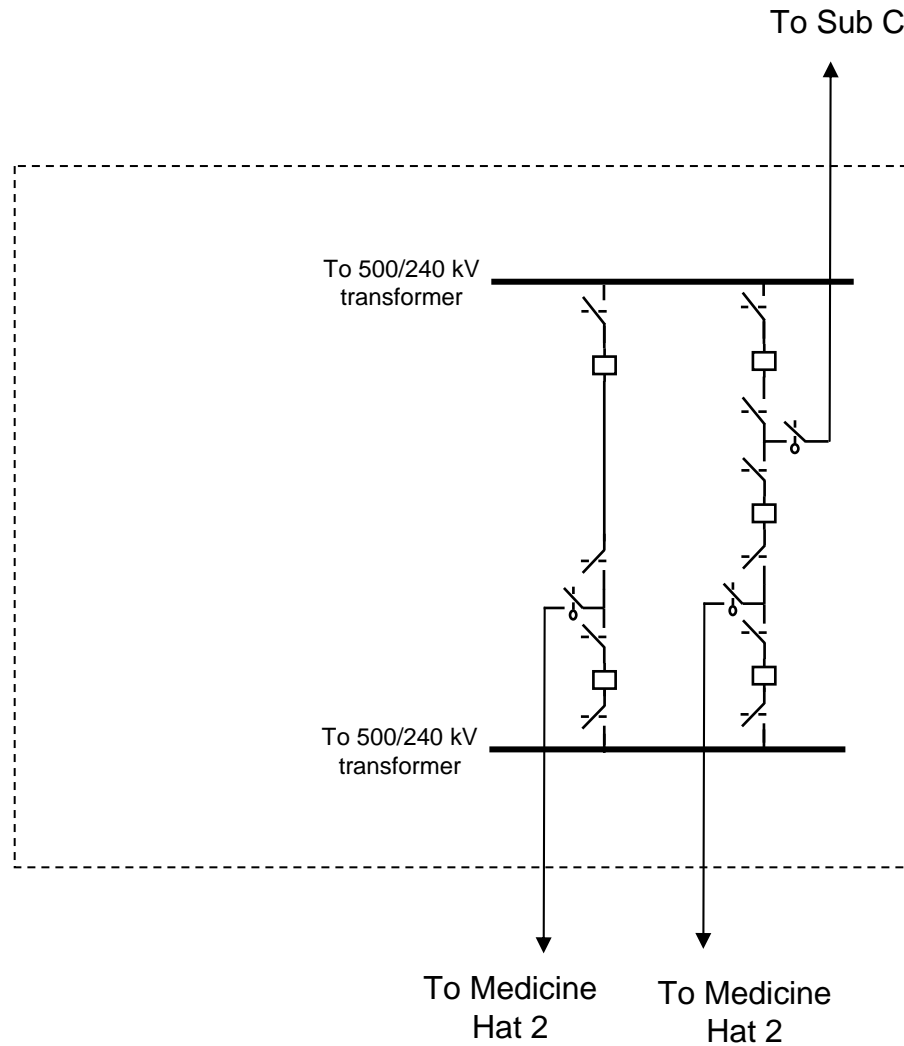 To Sub C
To 500/240 kV
transformer
To 500/240 kV
transformer
To Medicine
Hat 2
To Medicine
Hat 2